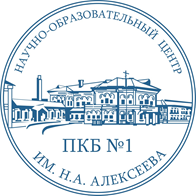 НАУЧНО-ОБРАЗОВАТЕЛЬНЫЙ ЦЕНТР
ПКБ №1
ИМ. Н.А. АЛЕКСЕЕВА